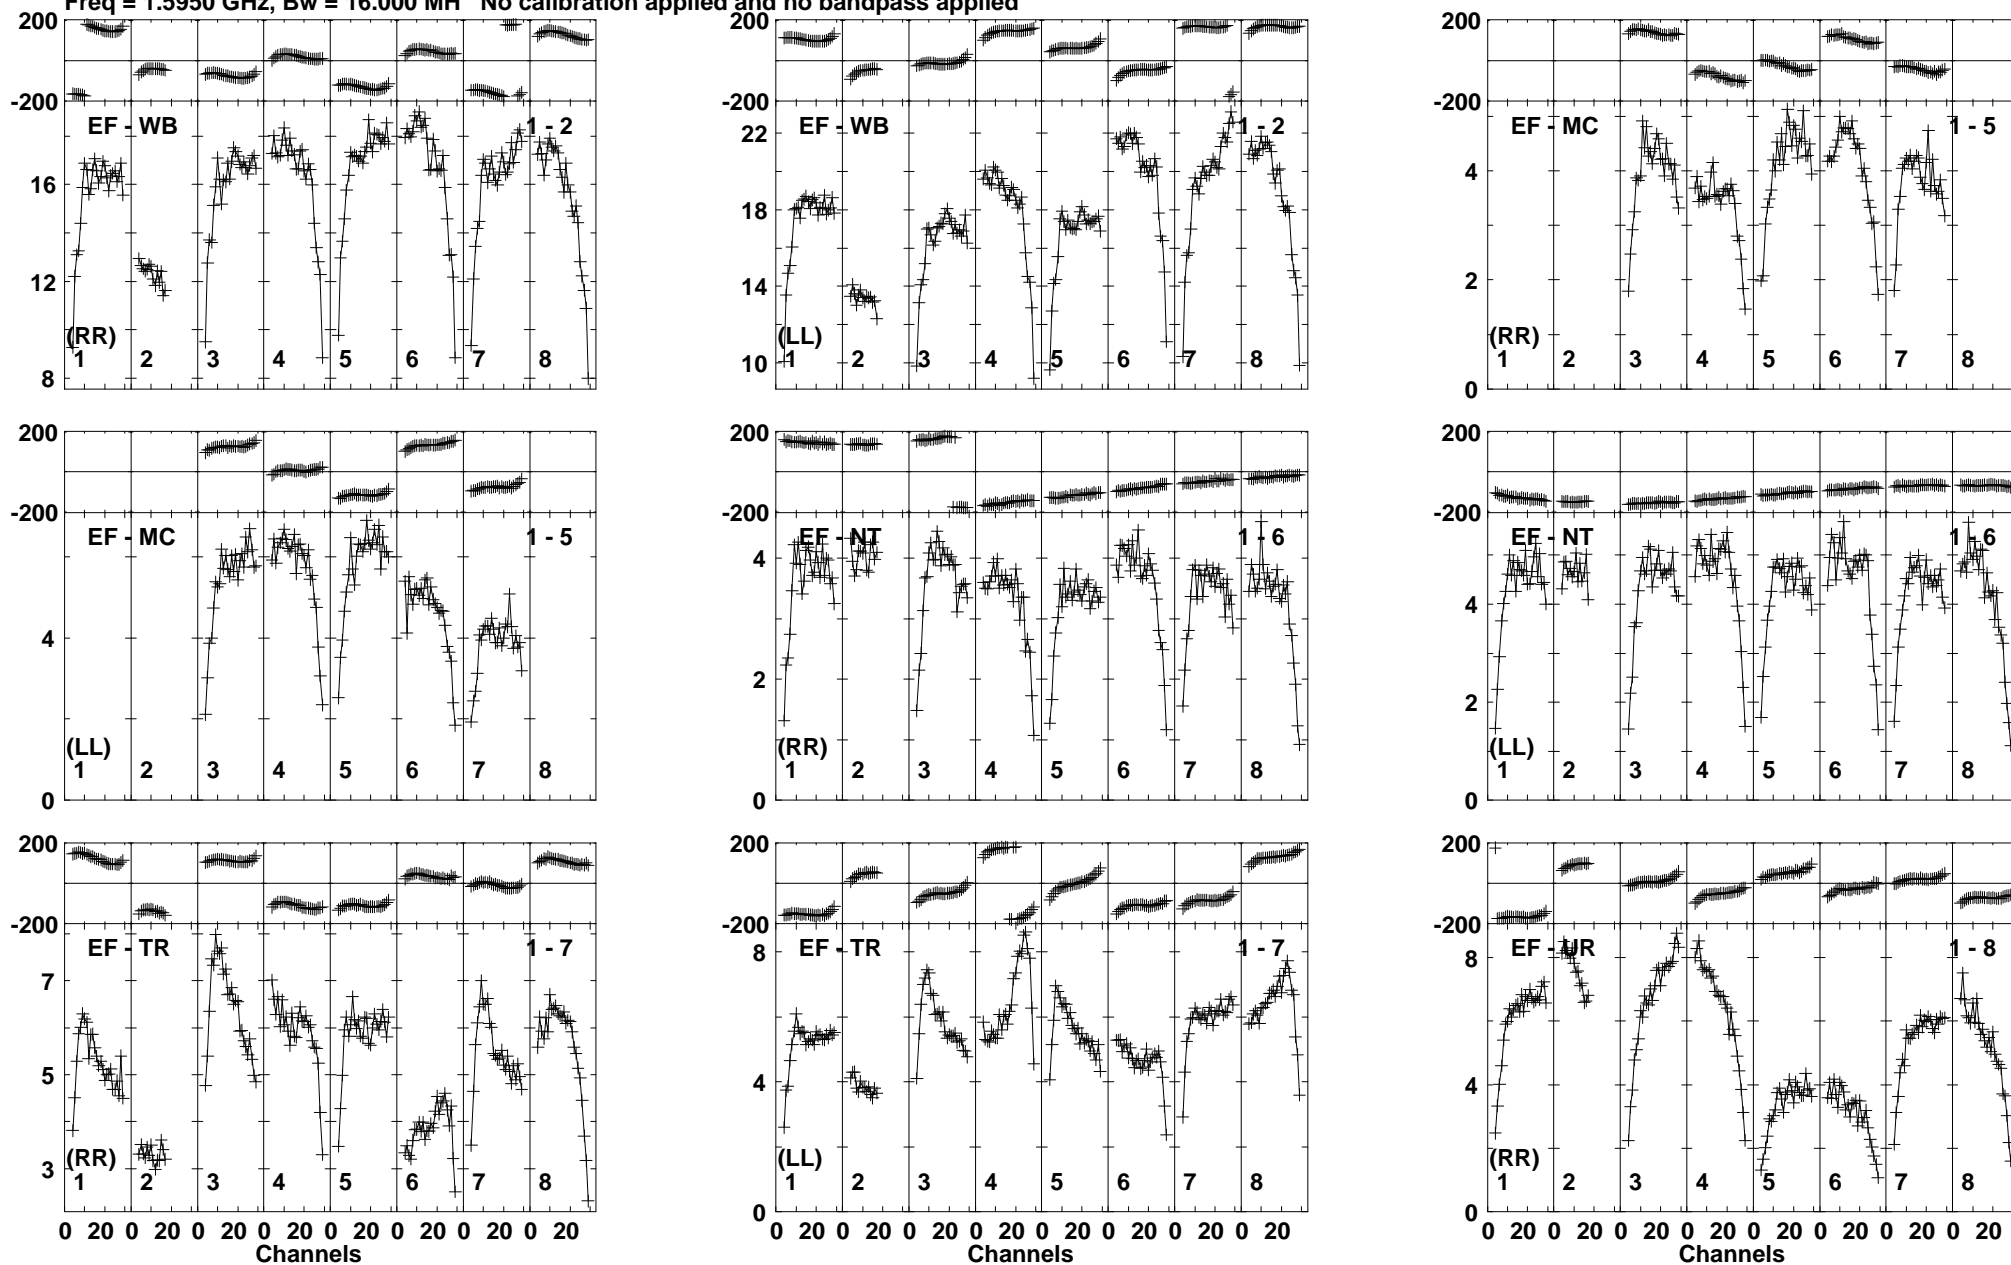 Freq = 1.5950 GHz, Bw = 16.000 MH No calibration applied and no bandpass applied
200 200 200
-200 -200 -200
EF - WB 1 - 2 EF - WB 1 - 2 EF - MC 1 - 5
16 12 8
22 18 14 10
4 2 0
(RR) (LL) (RR)
1 2 3 4 5 6 7 8 1 2 3 4 5 6 7 8 1 2 3 4 5 6 7 8
200 200 200
-200 -200 -200
EF - MC 1 - 5 EF - NT 1 - 6 EF - NT 1 - 6
4 0
4 2 0
4 2 0
(LL) (RR) (LL)
1 2 3 4 5 6 7 8 1 2 3 4 5 6 7 8 1 2 3 4 5 6 7 8
200 200 200
-200 -200 -200
EF - TR 1 - 7 EF - TR 1 - 7 EF - UR 1 - 8
7 5 3
8 4 0
8 4 0
(RR) (LL) (RR)
1 2 3 4 5 6 7 8 1 2 3 4 5 6 7 8 1 2 3 4 5 6 7 8
0 20 0 20 0 20 0 20 0 20 0 20 0 20 0 20 0 20 0 20 0 20 0 20 0 20 0 20 0 20 0 20 0 20 0 20 0 20 0 20 0 20 0 20 0 20 0 20
Channels Channels Channels